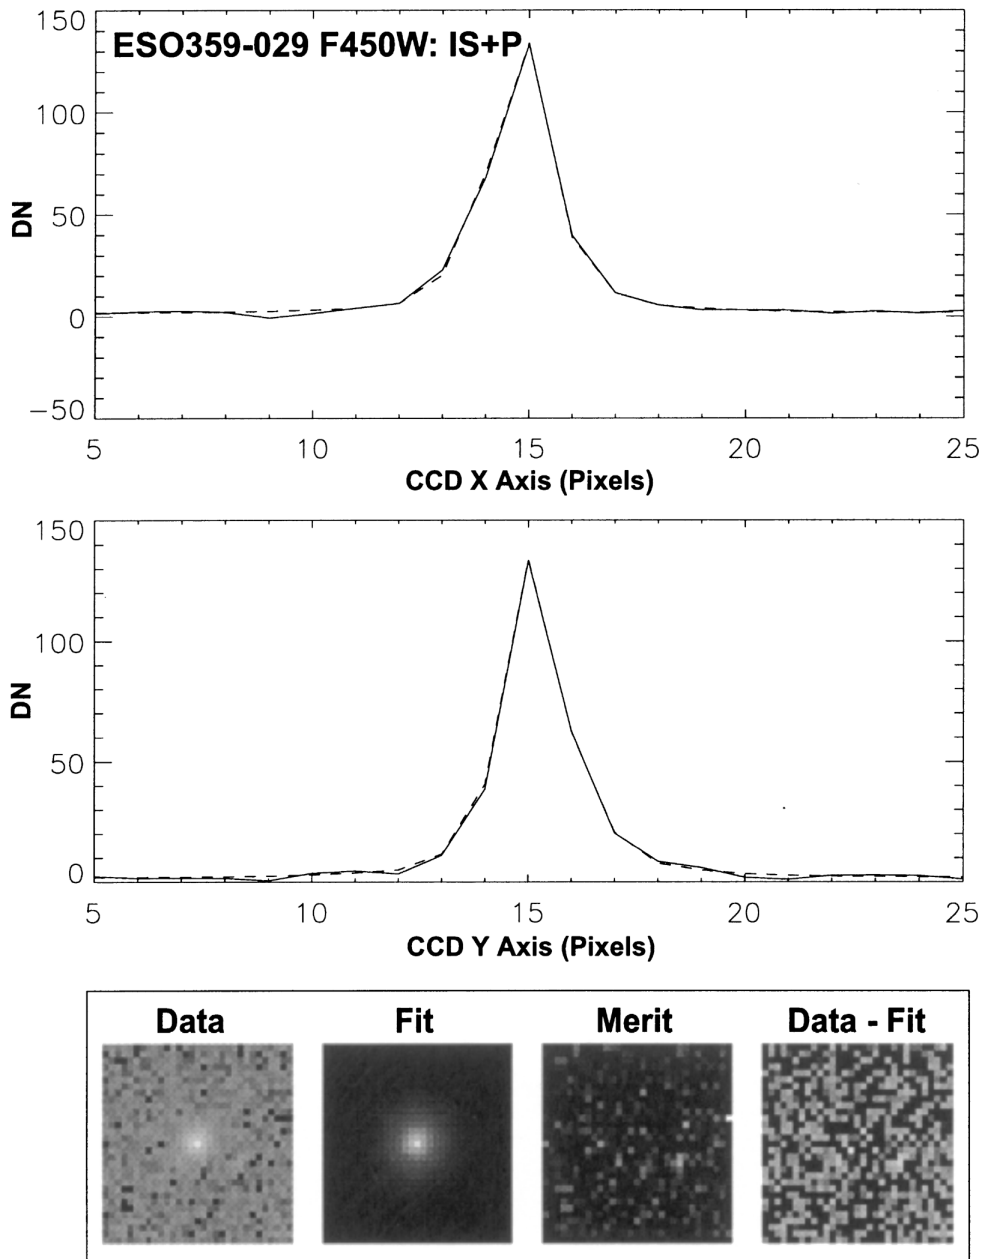 150
ESO359-029 F450W: IS+P
100
DN
50
0
−50
5 10 15 20 25
CCD X Axis (Pixels)
150
100
DN
50
0
5 10 15 20 25
CCD Y Axis (Pixels)
Data Fit Merit Data - Fit